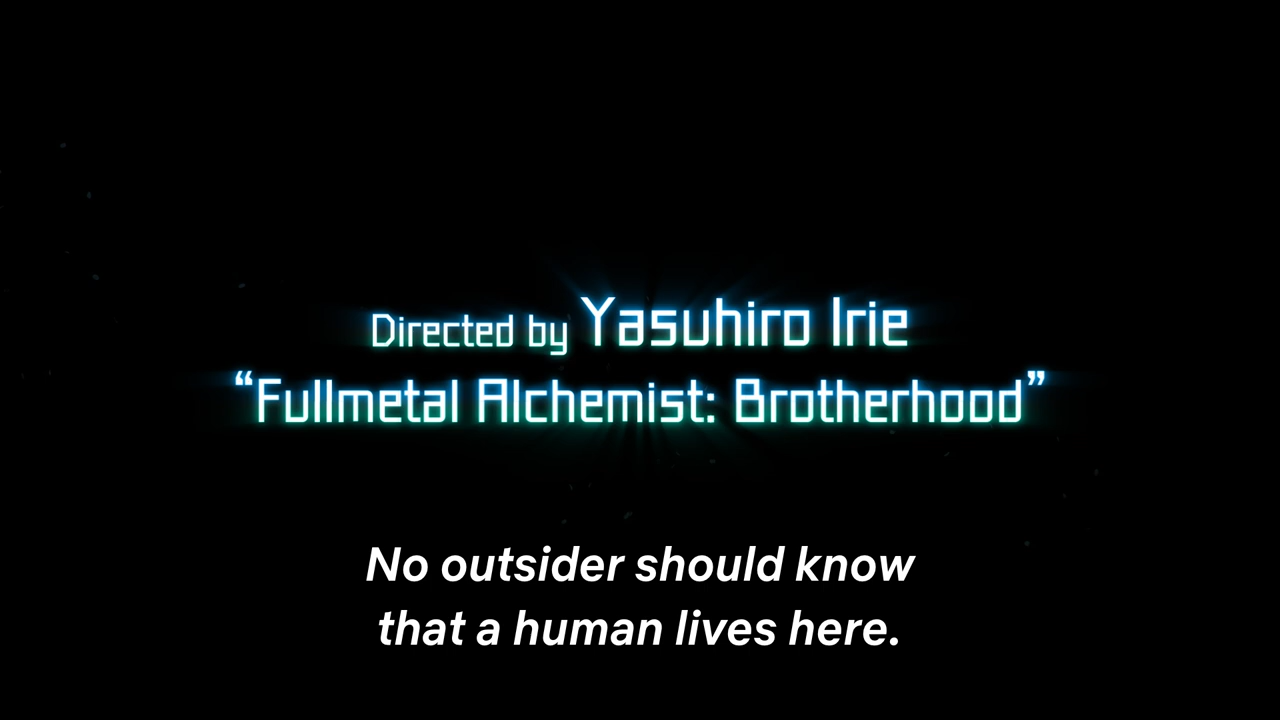 Directed by Yasuhiro Irie
“Fullmetal Alchemist: Brotherhood”
No outsider should know
that a human lives here.